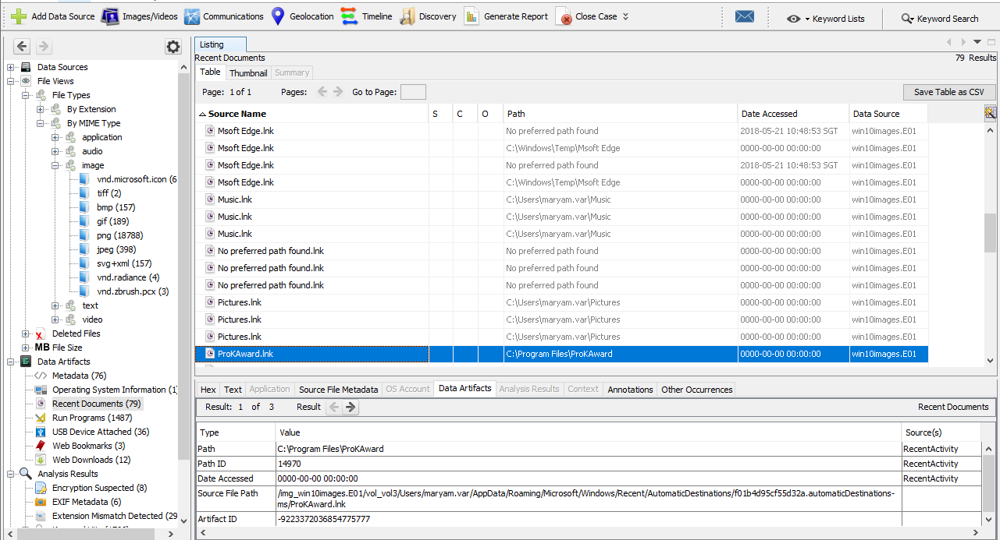 Add Data Source Images/Videos Communications Geolocation Timeline Discovery Generate Report Close Case Keyword Lists Keyword Search
Data Sources
File Views
File Types
By Extension
By MIME Type
application
audio
image
vnd.microsoft.icon (6
tiff (2)
bmp (157)
gif (189)
png (18788)
jpeg (398)
svg+xml (157)
vnd.radiance (4)
vnd.zbrush.pcx (3)
text
video
Deleted Files
MB File Size
Data Artifacts
Metadata (76)
Operating System Information (1
Recent Documents (79)
Run Programs (1487)
USB Device Attached (36)
Web Bookmarks (3)
Web Downloads (12)
Analysis Results
Encryption Suspected (8)
EXIF Metadata (6)
Extension Mismatch Detected (29
Listing
Recent Documents 79 Results
Table Thumbnail Summary
Page: 1 of 1 Pages: Go to Page: Save Table as CSV
Source Name S C O Path Date Accessed Data Source
Msoft Edge.lnk No preferred path found 2018-05-21 10:48:53 SGT win10images.E01
Msoft Edge.lnk C:\Windows\Temp\Msoft Edge 0000-00-00 00:00:00 win10images.E01
Msoft Edge.lnk No preferred path found 2018-05-21 10:48:53 SGT win10images.E01
Msoft Edge.lnk C:\Windows\Temp\Msoft Edge 0000-00-00 00:00:00 win10images.E01
Music.lnk C:\Users\maryam.var\Music 0000-00-00 00:00:00 win10images.E01
Music.lnk C:\Users\maryam.var\Music 0000-00-00 00:00:00 win10images.E01
Music.lnk C:\Users\maryam.var\Music 0000-00-00 00:00:00 win10images.E01
No preferred path found.lnk No preferred path found 0000-00-00 00:00:00 win10images.E01
No preferred path found.lnk No preferred path found 0000-00-00 00:00:00 win10images.E01
No preferred path found.lnk No preferred path found 0000-00-00 00:00:00 win10images.E01
Pictures.lnk C:\Users\maryam.var\Pictures 0000-00-00 00:00:00 win10images.E01
Pictures.lnk C:\Users\maryam.var\Pictures 0000-00-00 00:00:00 win10images.E01
Pictures.lnk C:\Users\maryam.var\Pictures 0000-00-00 00:00:00 win10images.E01
ProKAward.lnk C:\Program Files\ProKAward 0000-00-00 00:00:00 win10images.E01
Hex Text Application Source File Metadata OS Account Data Artifacts Analysis Results Context Annotations Other Occurrences
Result: 1 of 3 Result Recent Documents
Type Value Source(s)
Path C:\Program Files\ProKAward RecentActivity
Path ID 14970 RecentActivity
Date Accessed 0000-00-00 00:00:00 RecentActivity
Source File Path /img_win10images.E01/vol_vol3/Users/maryam.var/AppData/Roaming/Microsoft/Windows/Recent/AutomaticDestinations/f01b4d95cf55d32a.automaticDestinations-
ms/ProKAward.lnk
Artifact ID -9223372036854775777